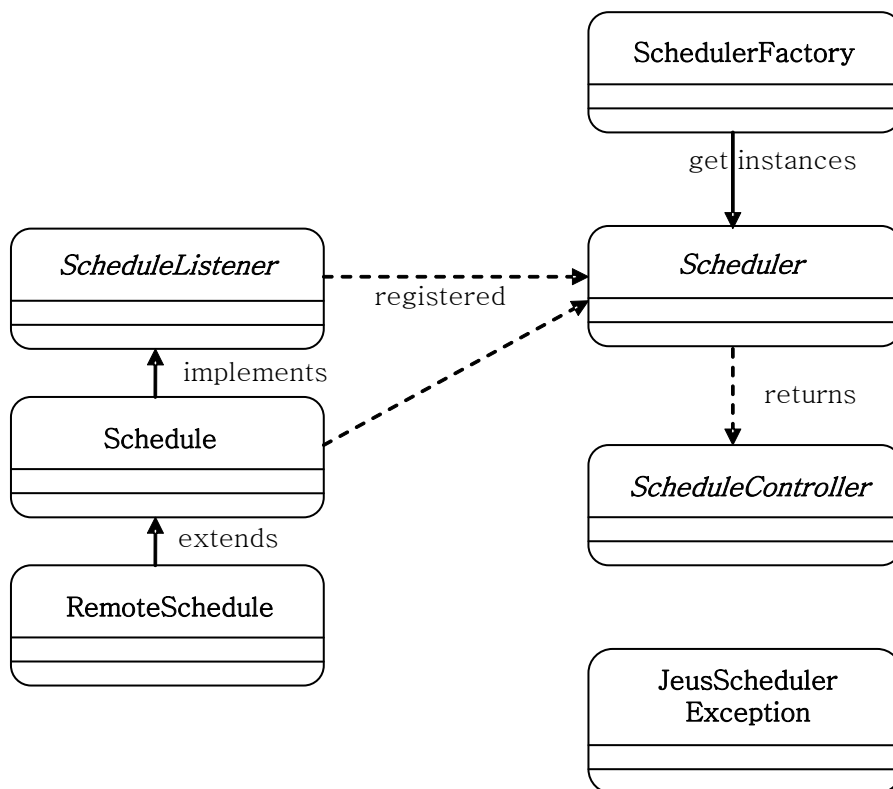 SchedulerFactory
get instances
ScheduleListener
Scheduler
registered
implements
returns
Schedule
ScheduleController
extends
RemoteSchedule
JeusScheduler
Exception